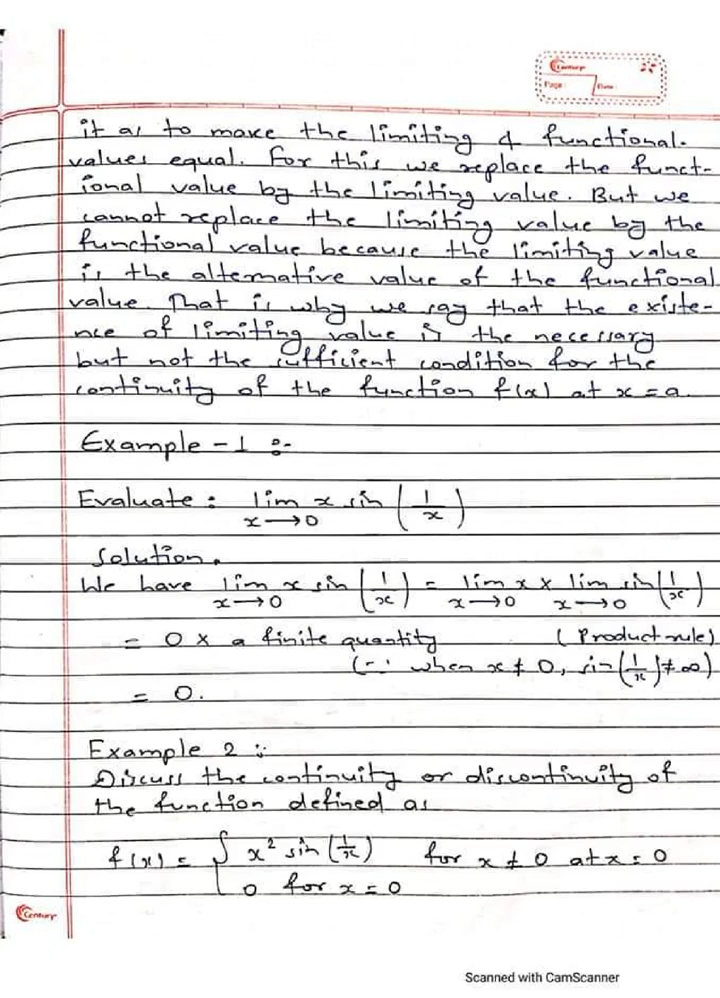 Century
Page: Date:
it as to make the limiting & functional.
values equal. For this we replace the funct-
ional value by the limiting value. But we
cannot replace the limiting value by the
functional value because the limiting value
is the alternative value of the functional
value. That is why we say that the existe-
nce of limiting value is the necessary
but not the sufficient condition for the
continuity of the function f(x) at x = a.
Example - 1 :-
Evaluate : lim x→0 x sin (1/x)
Solution.
We have lim x→0 x sin (1/x) = lim x→0 x × lim x→0 sin (1/x)
= 0 × a finite quantity (Product rule)
(∵ when x ≠ 0, sin (1/x) ≠ ∞)
= 0.
Example 2 :
Discuss the continuity or discontinuity of
the function defined as
f(x) = { x² sin (1/x) for x ≠ 0 at x = 0
0 for x = 0
Century
Scanned with CamScanner